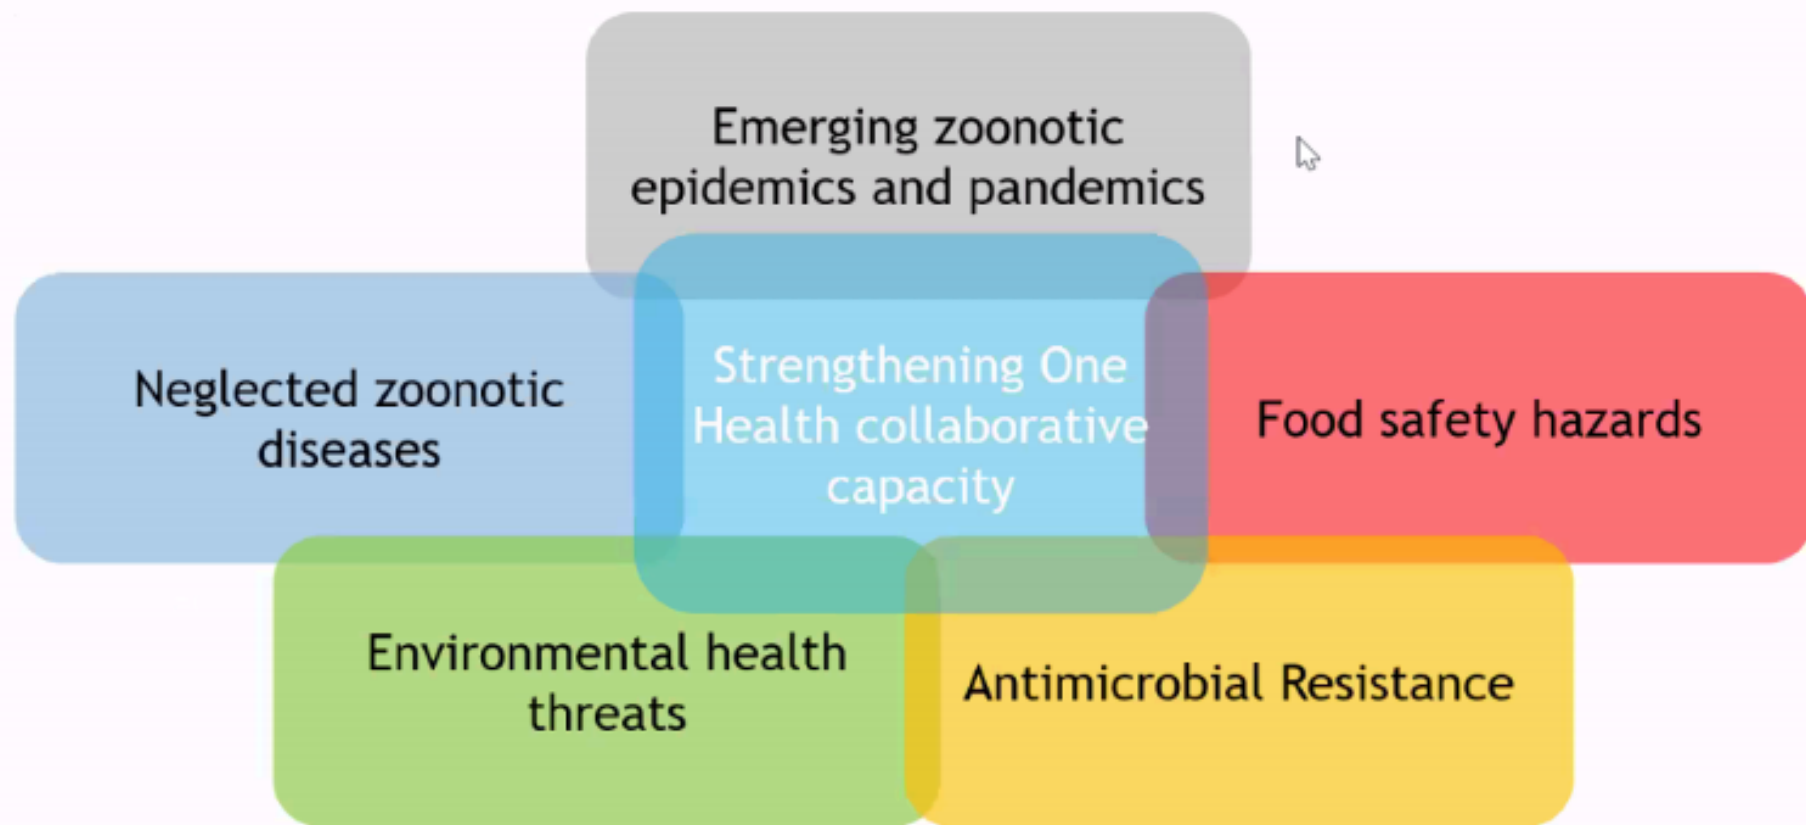 Emerging zoonotic
epidemics and pandemics
Neglected zoonotic
diseases
Strengthening One
Health collaborative
capacity
Food safety hazards
Environmental health
threats
Antimicrobial Resistance